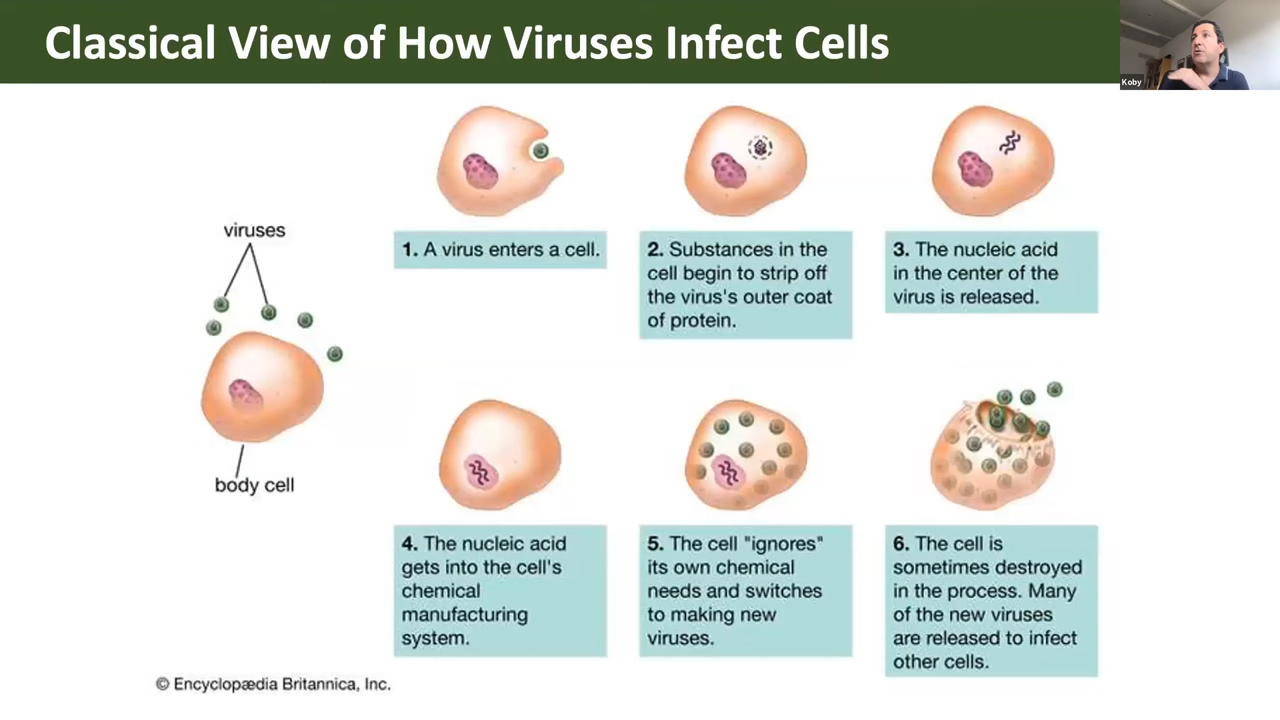 Classical View of How Viruses Infect Cells
Koby
viruses
body cell
1. A virus enters a cell.
2. Substances in the
cell begin to strip off
the virus's outer coat
of protein.
3. The nucleic acid
in the center of the
virus is released.
4. The nucleic acid
gets into the cell's
chemical
manufacturing
system.
5. The cell "ignores"
its own chemical
needs and switches
to making new
viruses.
6. The cell is
sometimes destroyed
in the process. Many
of the new viruses
are released to infect
other cells.
© Encyclopædia Britannica, Inc.